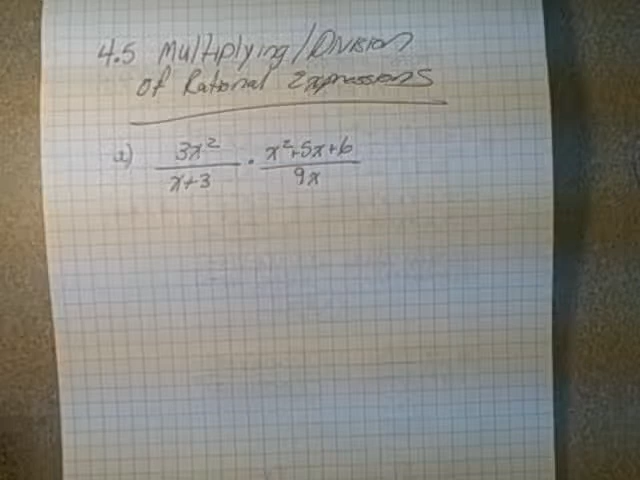 4.5 Multiplying/Division
of Rational Expressions
a) 3x²/x+3 · x²+5x+6/9x